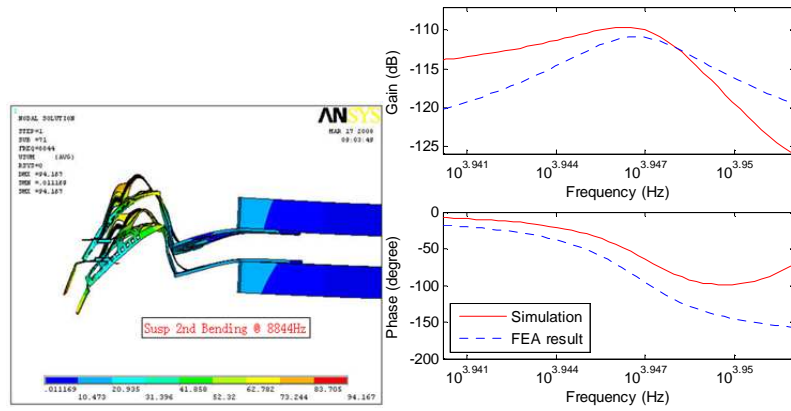 NODAL SOLUTION
STEP=1
SUB =71
FREQ=8844
USUM (AVG)
RSYS=0
DMX =94.167
SMN =.011169
SMX =94.167
ANSYS
MAR 17 2008
Susp 2nd Bending @ 8844Hz
.011169 20.935 41.858 62.782 83.705
10.473 31.396 52.32 73.244 94.167
-110
-115
-120
-125
Gain (dB)
10^3.941 10^3.944 10^3.947 10^3.95
Frequency (Hz)
0
-50
-100
-150
-200
Phase (degree)
Simulation
FEA result
10^3.941 10^3.944 10^3.947 10^3.95
Frequency (Hz)